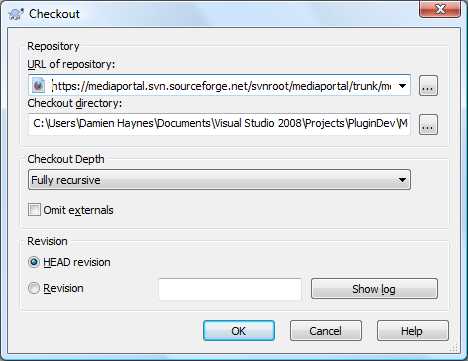 Checkout
Repository
URL of repository:
https://mediaportal.svn.sourceforge.net/svnroot/mediaportal/trunk/me
...
Checkout directory:
C:\Users\Damien Haynes\Documents\Visual Studio 2008\Projects\PluginDev\M
...
Checkout Depth
Fully recursive
Omit externals
Revision
HEAD revision
Revision
Show log
OK
Cancel
Help